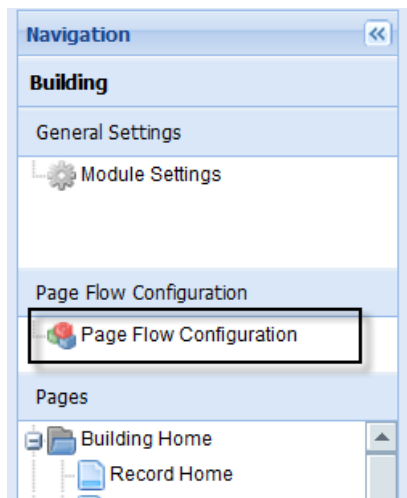 Navigation
Building
General Settings
Module Settings
Page Flow Configuration
Page Flow Configuration
Pages
Building Home
Record Home